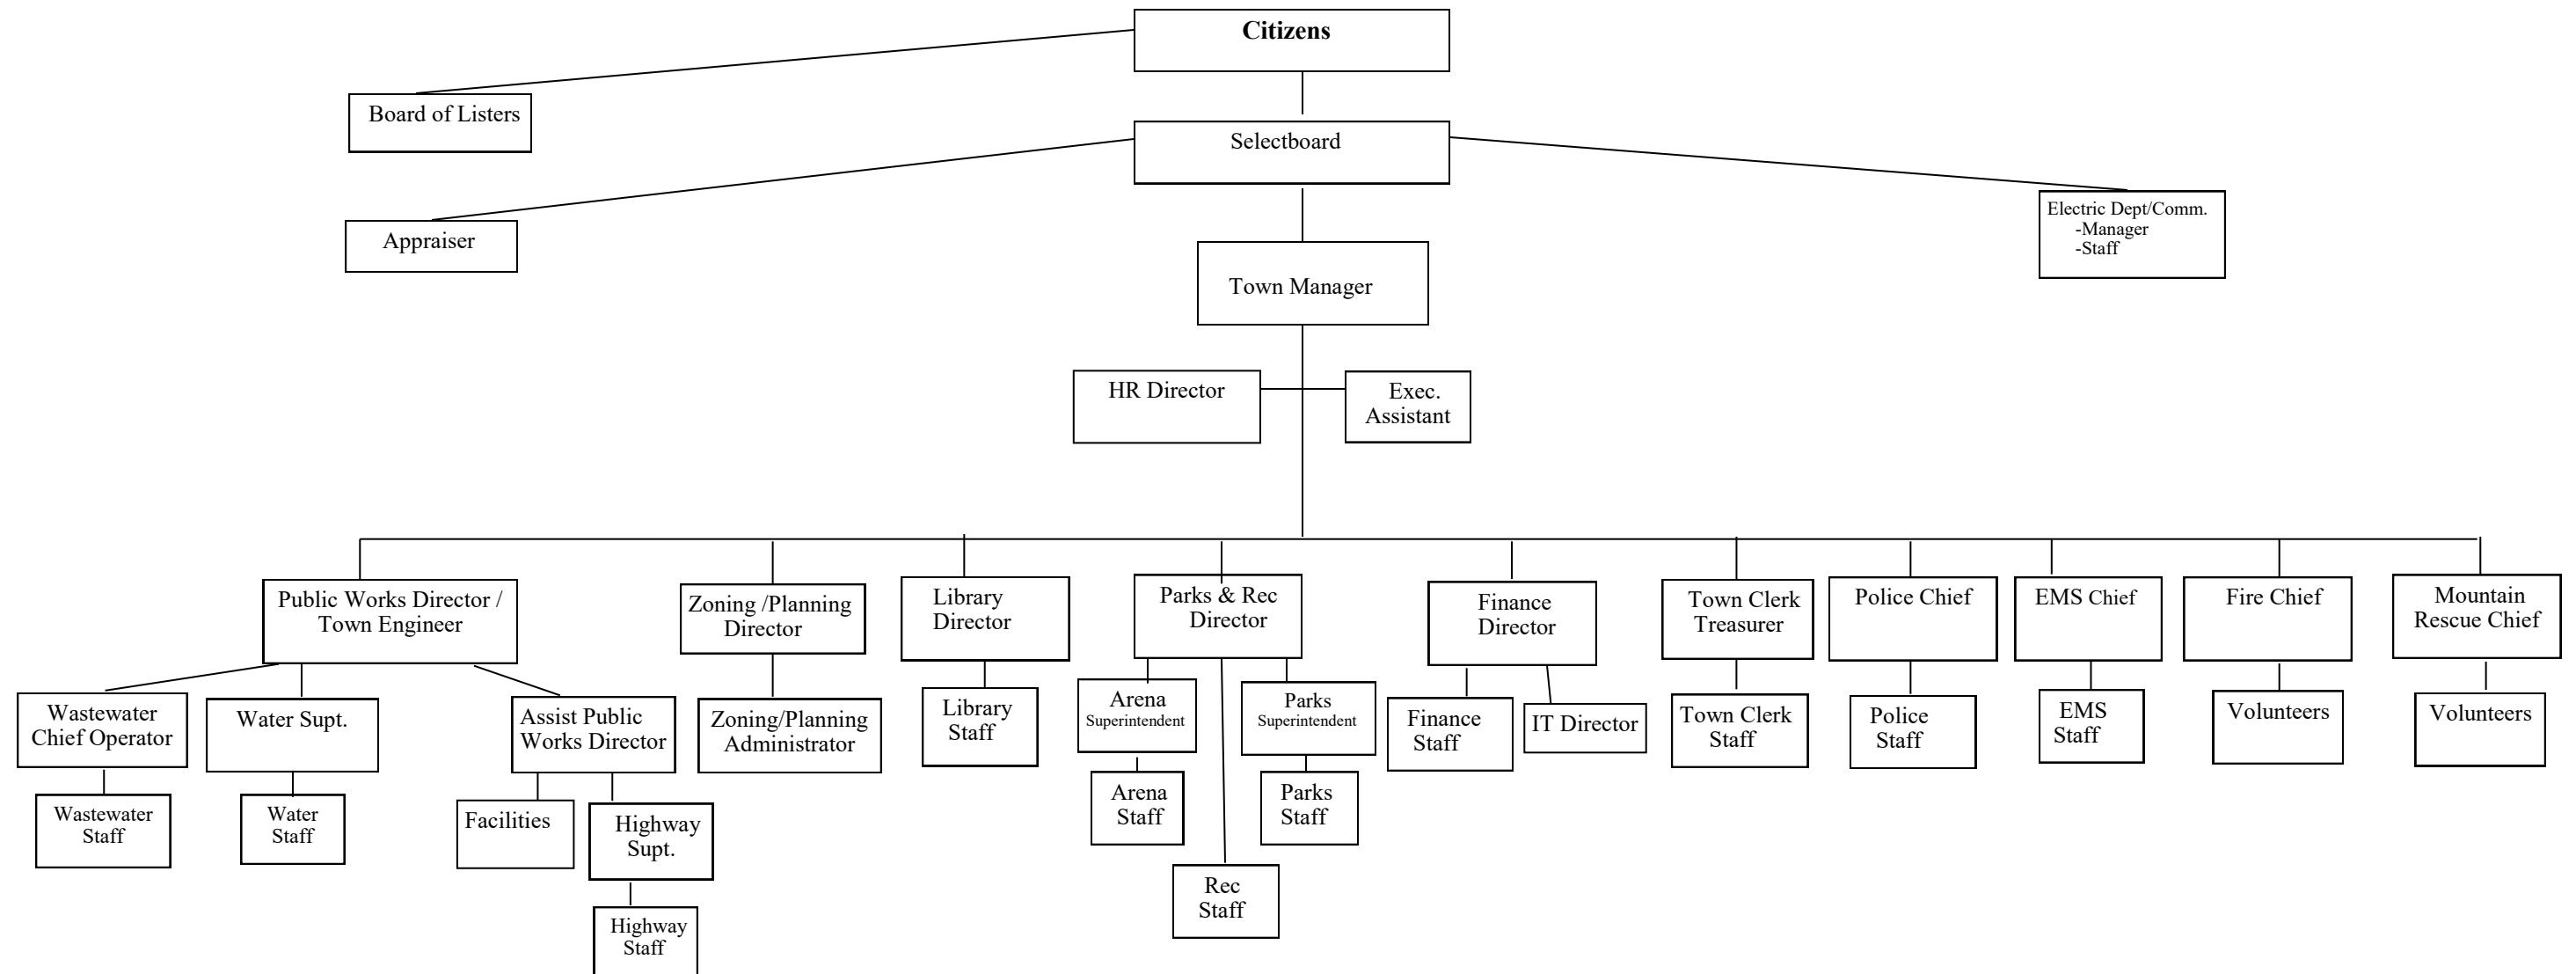 Citizens
Board of Listers
Selectboard
Appraiser
Electric Dept/Comm.
-Manager
-Staff
Town Manager
HR Director
Exec.
Assistant
Public Works Director /
Town Engineer
Zoning /Planning
Director
Library
Director
Parks & Rec
Director
Finance
Director
Town Clerk
Treasurer
Police Chief
EMS Chief
Fire Chief
Mountain
Rescue Chief
Wastewater
Chief Operator
Water Supt.
Assist Public
Works Director
Zoning/Planning
Administrator
Library
Staff
Arena
Superintendent
Parks
Superintendent
Finance
Staff
IT Director
Town Clerk
Staff
Police
Staff
EMS
Staff
Volunteers
Volunteers
Wastewater
Staff
Water
Staff
Facilities
Highway
Supt.
Arena
Staff
Parks
Staff
Rec
Staff
Highway
Staff